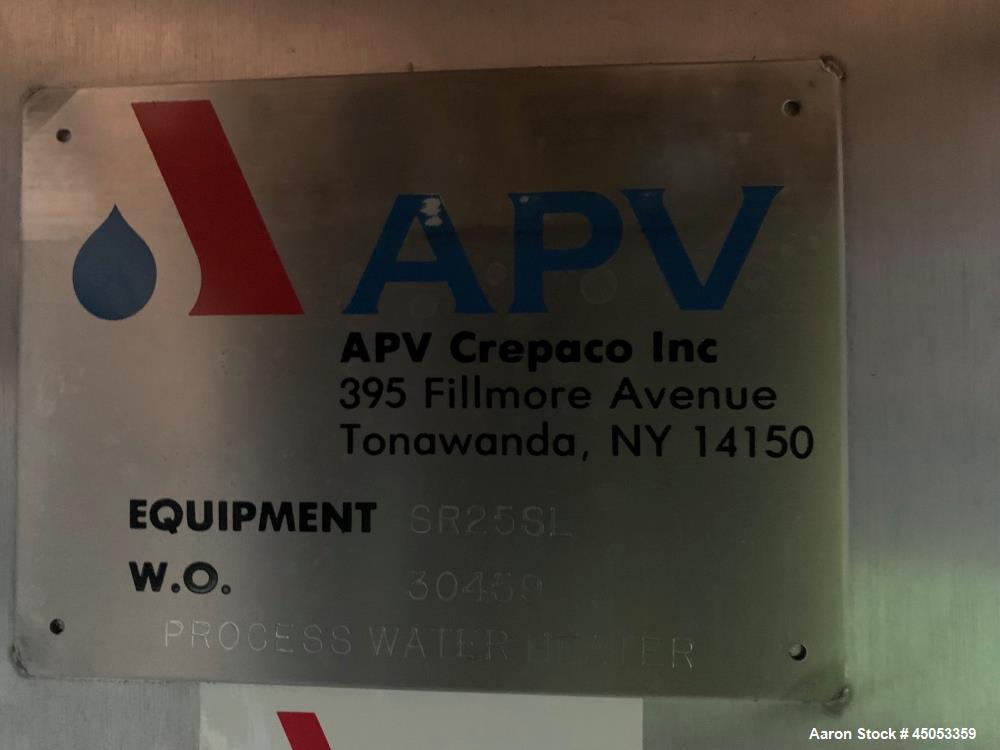 APV
APV Crepaco Inc
395 Fillmore Avenue
Tonawanda, NY 14150
EQUIPMENT SR25SL
W.O. 30459
PROCESS WATER HEATER
Aaron Stock # 45053359